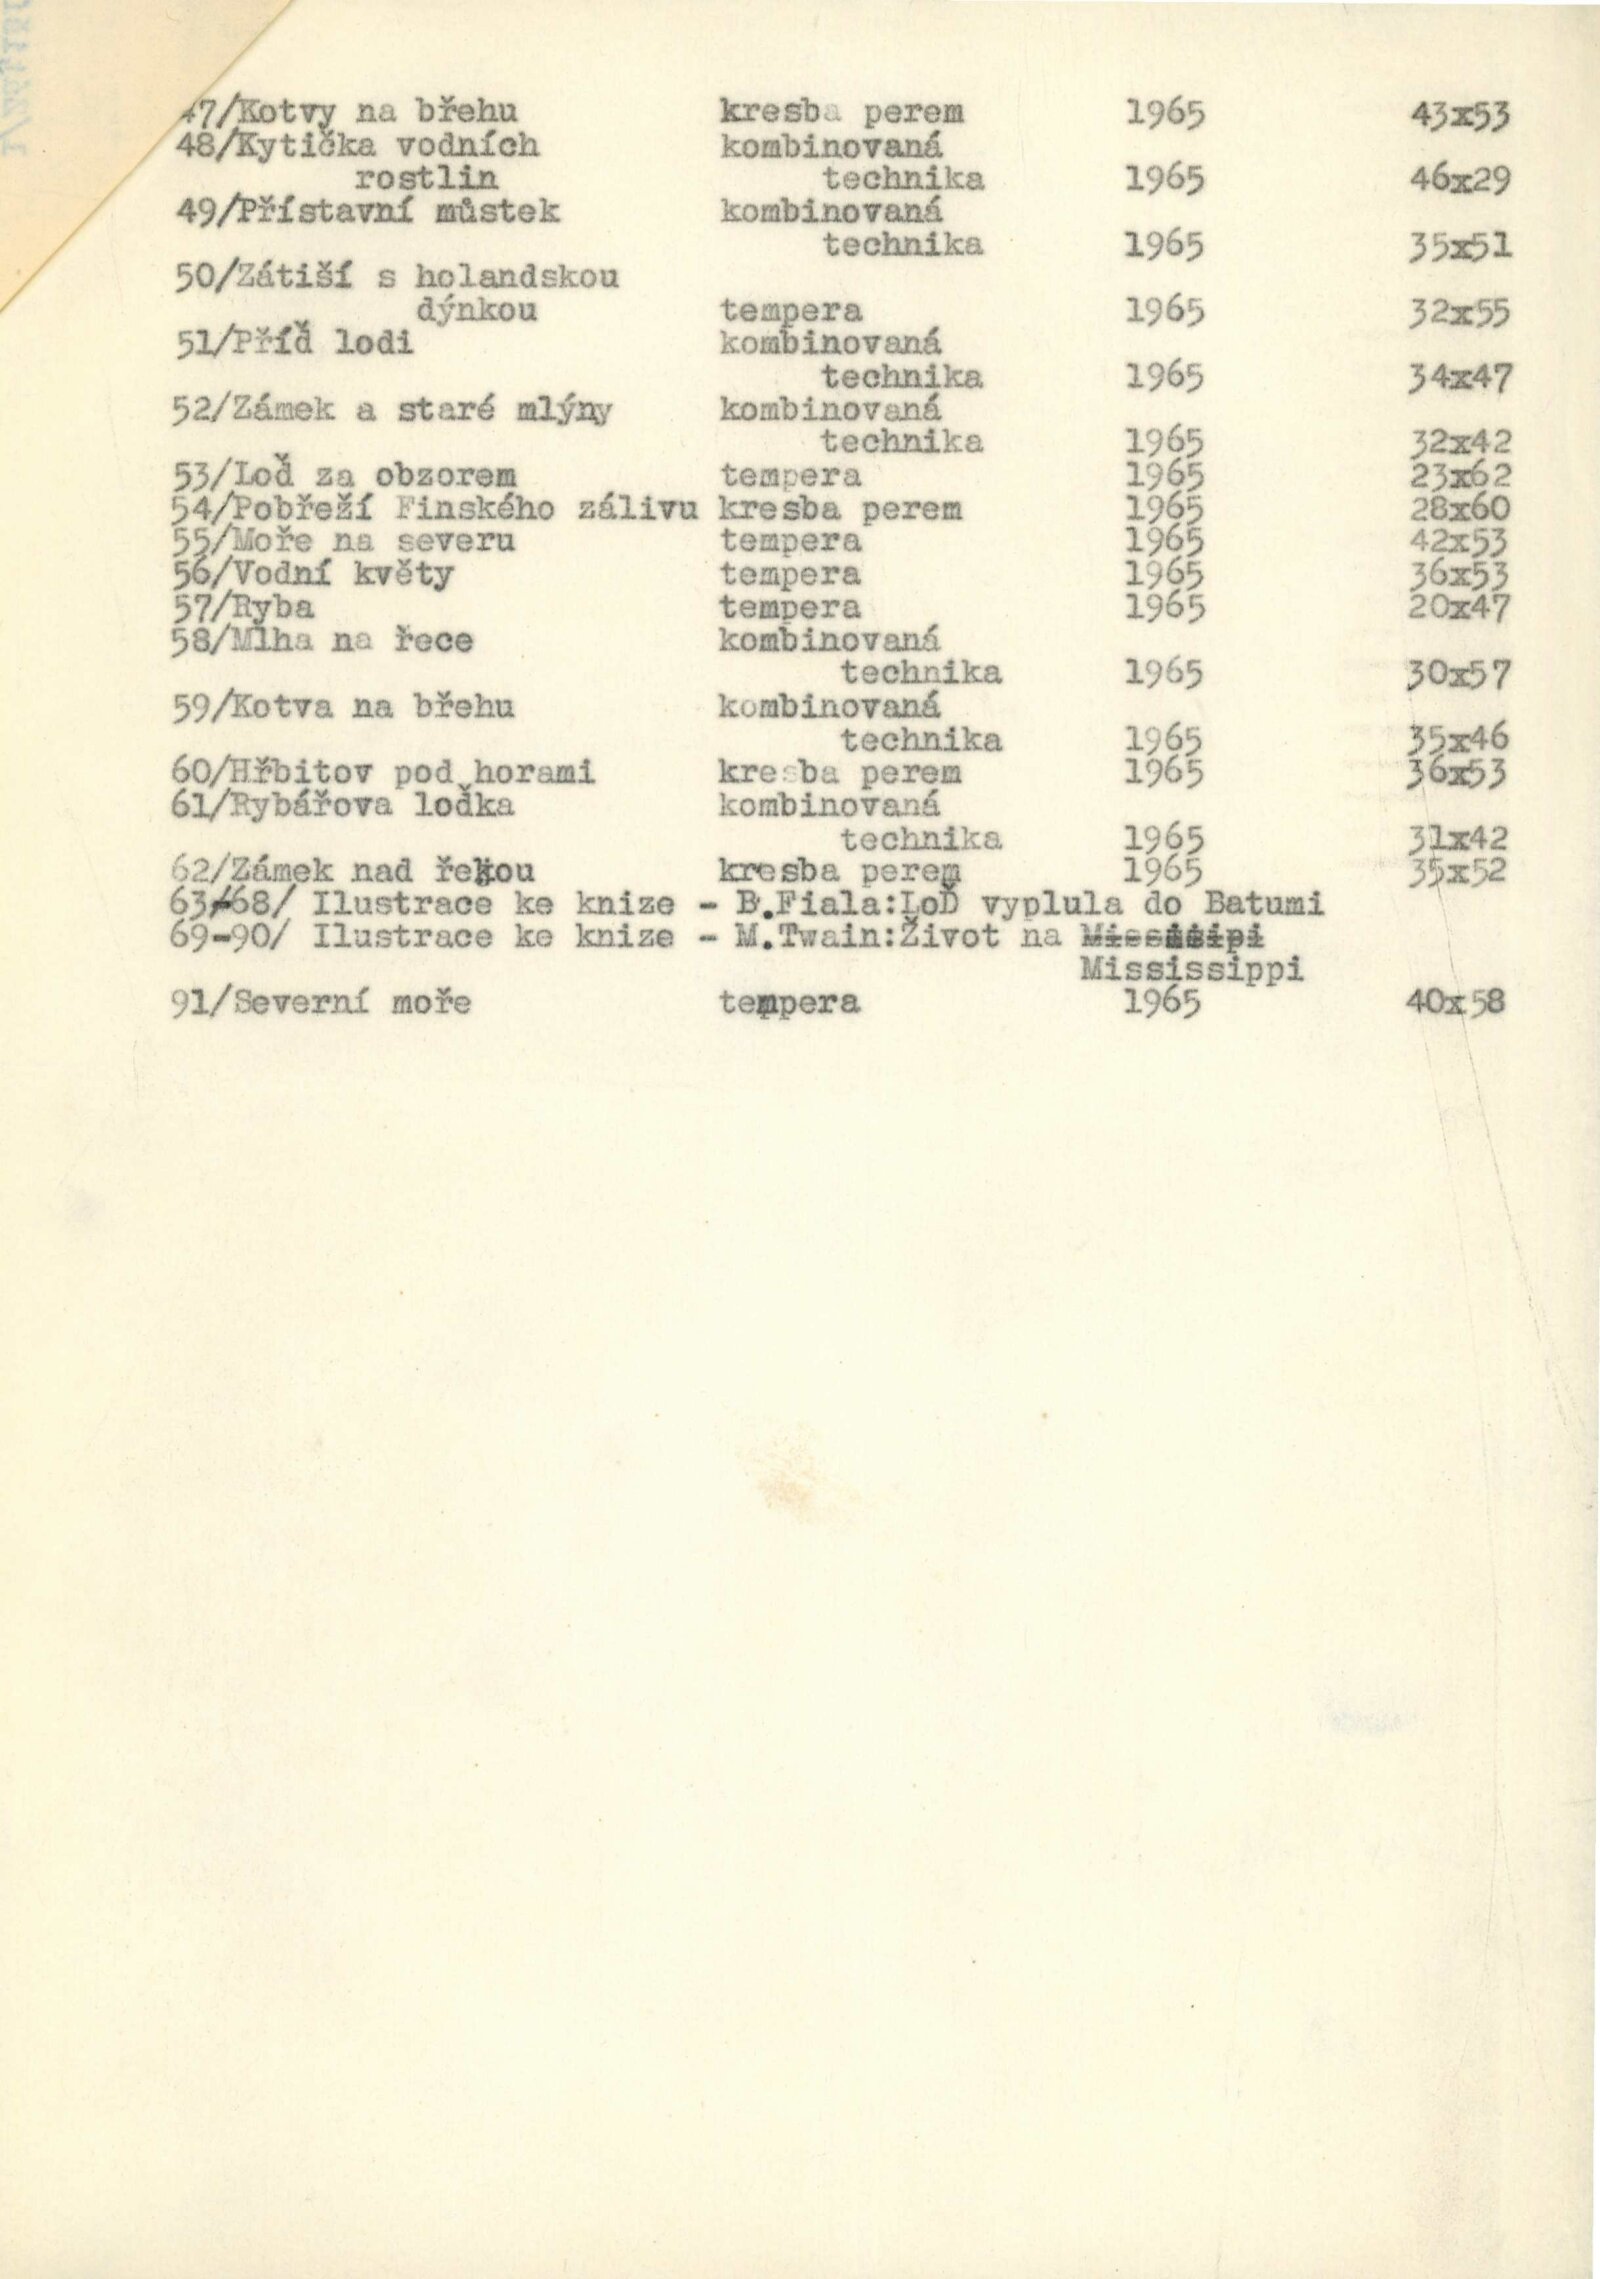 47/Kotvy na břehu kresba perem 1965 43x53
48/Kytička vodních kombinovaná
rostlin technika 1965 46x29
49/Přístavní můstek kombinovaná
technika 1965 35x51
50/Zátiší s holandskou
dýnkou tempera 1965 32x55
51/Příď lodi kombinovaná
technika 1965 34x47
52/Zámek a staré mlýny kombinovaná
technika 1965 32x42
53/Loď za obzorem tempera 1965 23x62
54/Pobřeží Finského zálivu kresba perem 1965 28x60
55/Moře na severu tempera 1965 42x53
56/Vodní květy tempera 1965 36x53
57/Ryba tempera 1965 20x47
58/Mlha na řece kombinovaná
technika 1965 30x57
59/Kotva na břehu kombinovaná
technika 1965 35x46
60/Hřbitov pod horami kresba perem 1965 36x53
61/Rybářova loďka kombinovaná
technika 1965 31x42
62/Zámek nad řekou kresba perem 1965 35x52
63-68/ Ilustrace ke knize - B.Fiala:LoĎ vyplula do Batumi
69-90/ Ilustrace ke knize - M.Twain:Život na Missisipi
Mississippi
91/Severní moře tempera 1965 40x58